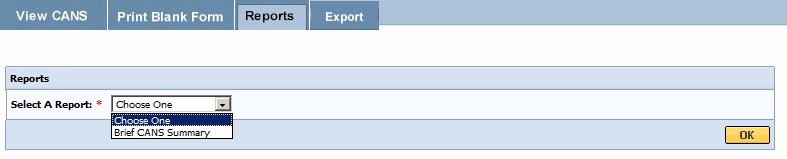 View CANS Print Blank Form Reports Export
Reports
Select A Report: * Choose One
Choose One
Brief CANS Summary
OK